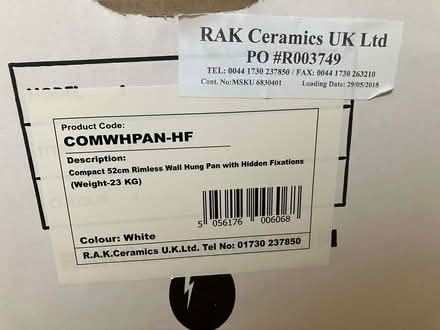 RAK Ceramics UK Ltd
PO #R003749
TEL: 0044 1730 237850 / FAX: 0044 1730 263210
Cont. No:MSKU 6830401 Loading Date: 29/05/2018
Product Code:
COMWHPAN-HF
Description:
Compact 52cm Rimless Wall Hung Pan with Hidden Fixations
(Weight-23 KG)
5 056176 006068
Colour: White
R.A.K.Ceramics U.K.Ltd. Tel No: 01730 237850